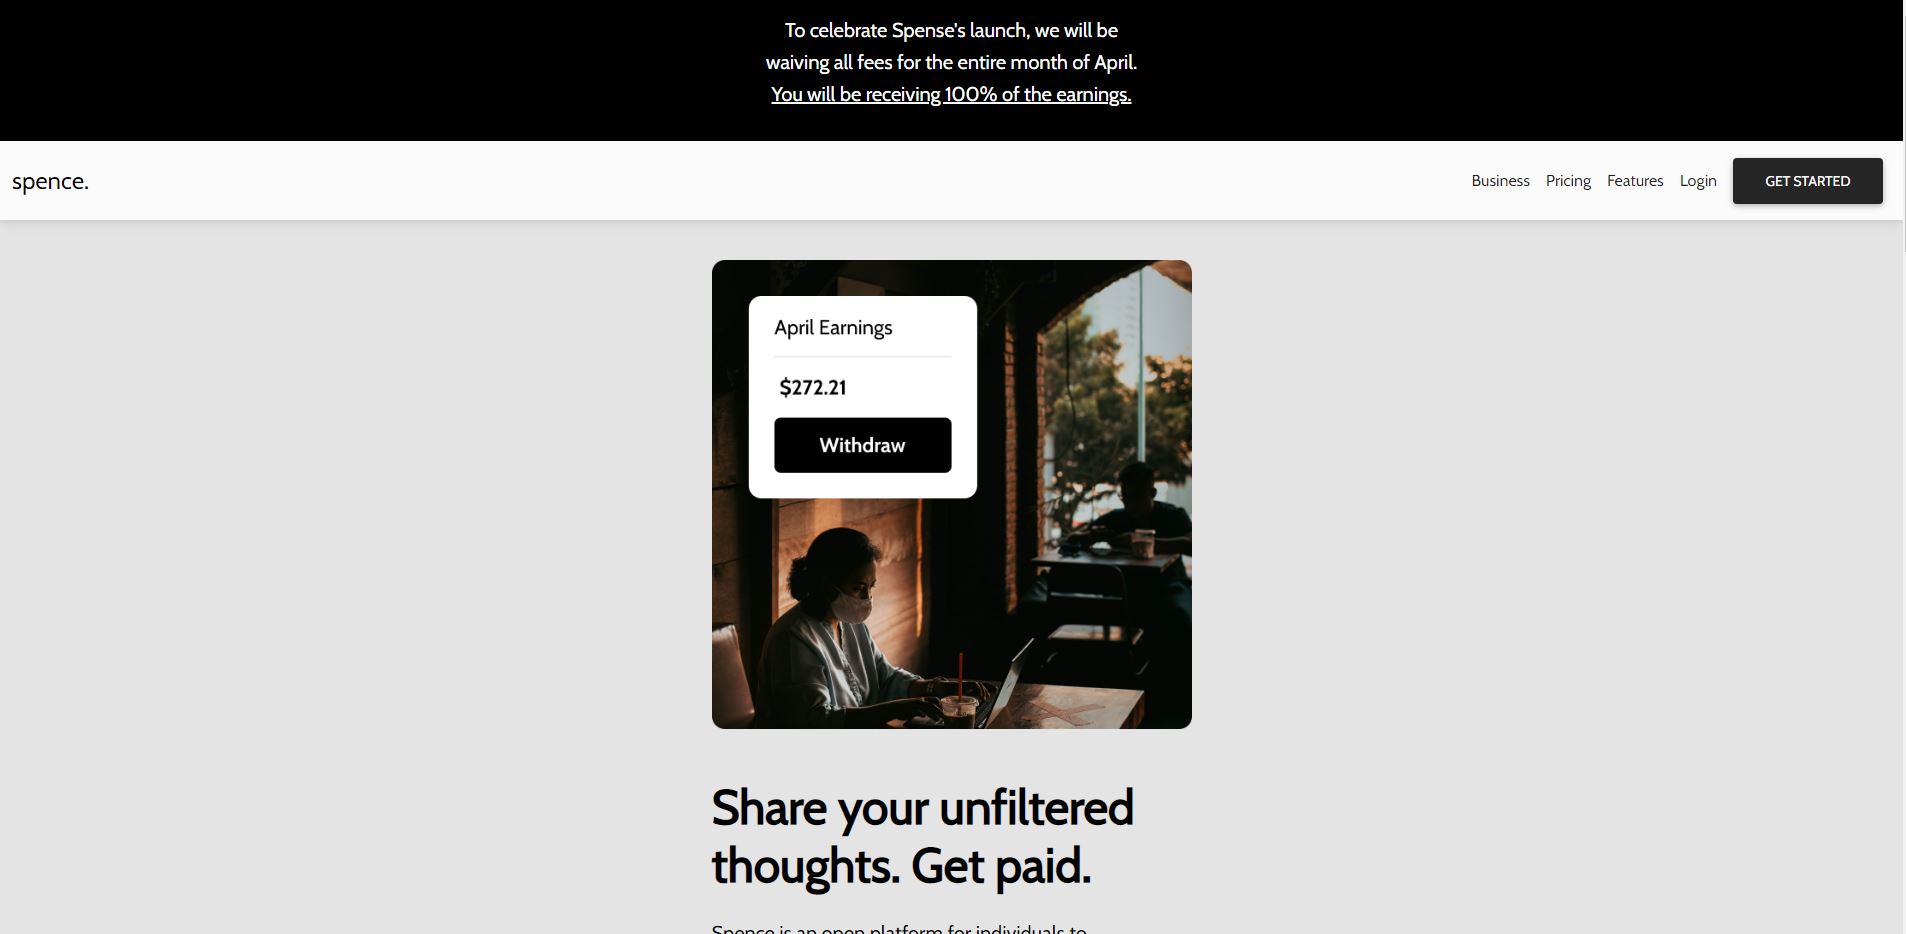 To celebrate Spense's launch, we will be
waiving all fees for the entire month of April.
You will be receiving 100% of the earnings.
spence.
Business
Pricing
Features
Login
GET STARTED
April Earnings
$272.21
Withdraw
Share your unfiltered
thoughts. Get paid.
Spence is an open platform for individuals to